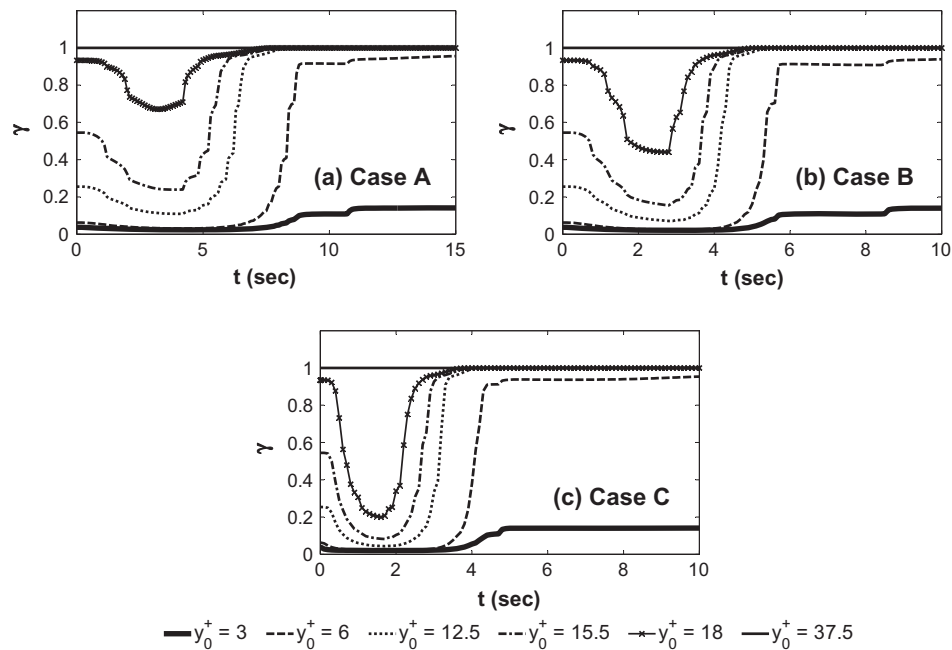 1
0.8
0.6
0.4
0.2
0
γ
(a) Case A
0 5 10 15
t (sec)
1
0.8
0.6
0.4
0.2
0
γ
(b) Case B
0 2 4 6 8 10
t (sec)
1
0.8
0.6
0.4
0.2
0
γ
(c) Case C
0 2 4 6 8 10
t (sec)
y₀⁺ = 3 y₀⁺ = 6 y₀⁺ = 12.5 y₀⁺ = 15.5 y₀⁺ = 18 y₀⁺ = 37.5